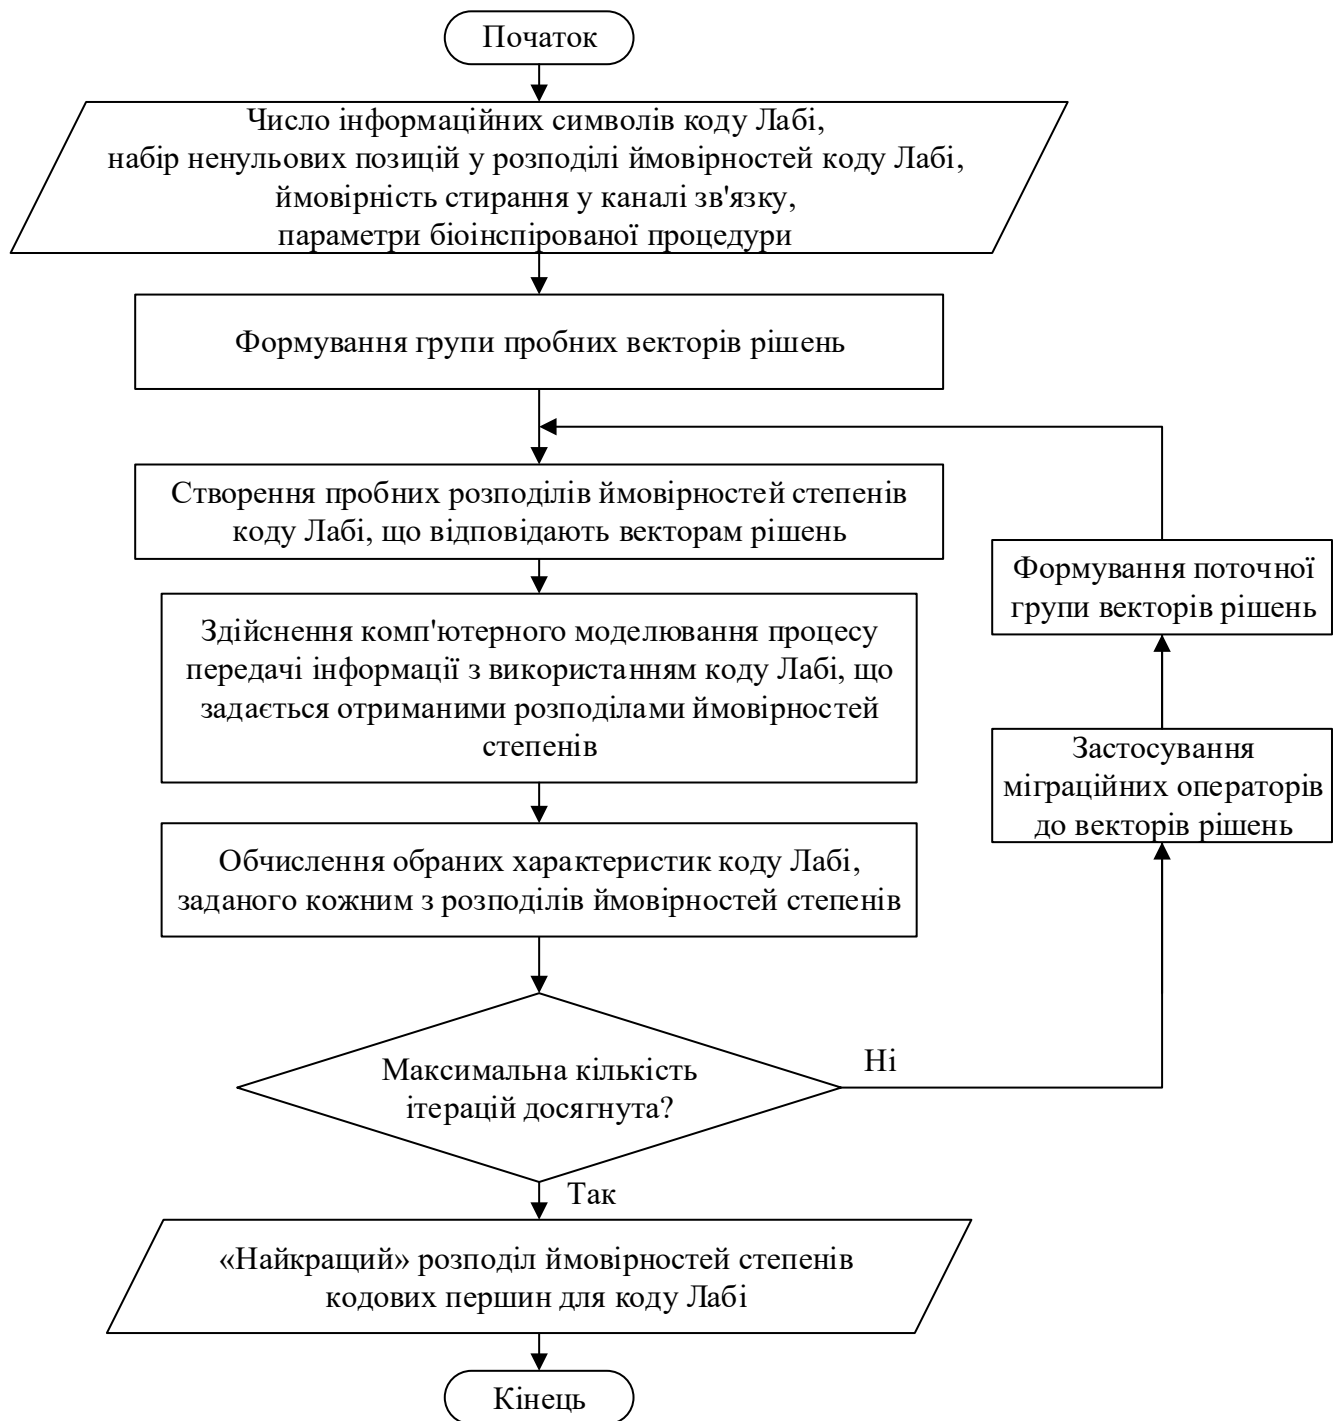 Початок
Число інформаційних символів коду Лабі,
набір ненульових позицій у розподілі ймовірностей коду Лабі,
ймовірність стирання у каналі зв'язку,
параметри біоінспірованої процедури
Формування групи пробних векторів рішень
Створення пробних розподілів ймовірностей степенів
коду Лабі, що відповідають векторам рішень
Формування поточної
групи векторів рішень
Здійснення комп'ютерного моделювання процесу
передачі інформації з використанням коду Лабі, що
задається отриманими розподілами ймовірностей
степенів
Застосування
міграційних операторів
до векторів рішень
Обчислення обраних характеристик коду Лабі,
заданого кожним з розподілів ймовірностей степенів
Максимальна кількість
ітерацій досягнута?
Ні
Так
«Найкращий» розподіл ймовірностей степенів
кодових першин для коду Лабі
Кінець